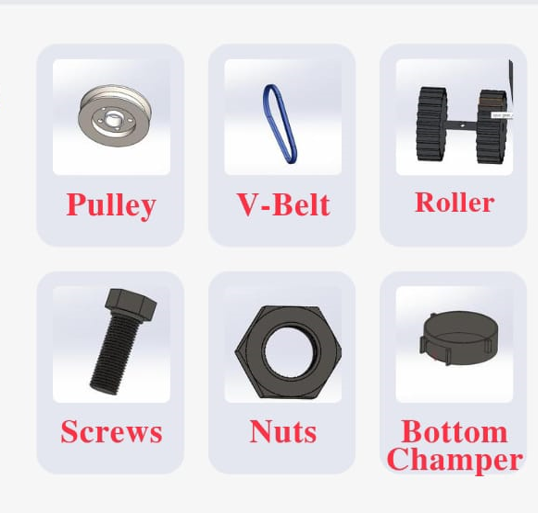 Pulley
V-Belt
Roller
Screws
Nuts
Bottom
Champer